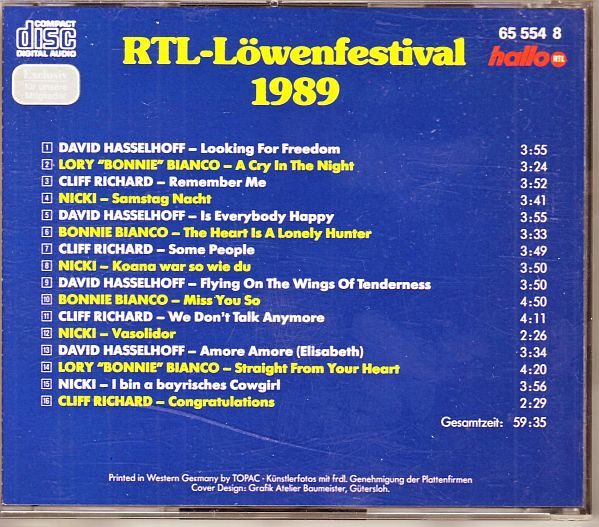 COMPACT
disc
DIGITAL AUDIO
RTL-Löwenfestival
1989
65 554 8
hallo RTL
Exclusiv
für unsere
Mitglieder
1 DAVID HASSELHOFF – Looking For Freedom 3:55
2 LORY "BONNIE" BIANCO – A Cry In The Night 3:24
3 CLIFF RICHARD – Remember Me 3:52
4 NICKI – Samstag Nacht 3:41
5 DAVID HASSELHOFF – Is Everybody Happy 3:55
6 BONNIE BIANCO – The Heart Is A Lonely Hunter 3:33
7 CLIFF RICHARD – Some People 3:49
8 NICKI – Koana war so wie du 3:50
9 DAVID HASSELHOFF – Flying On The Wings Of Tenderness 3:50
10 BONNIE BIANCO – Miss You So 4:50
11 CLIFF RICHARD – We Don't Talk Anymore 4:11
12 NICKI – Vasolidor 2:26
13 DAVID HASSELHOFF – Amore Amore (Elisabeth) 3:34
14 LORY "BONNIE" BIANCO – Straight From Your Heart 4:20
15 NICKI – I bin a bayrisches Cowgirl 3:56
16 CLIFF RICHARD – Congratulations 2:29
Gesamtzeit: 59:35
Printed in Western Germany by TOPAC · Künstlerfotos mit frdl. Genehmigung der Plattenfirmen
Cover Design: Grafik Atelier Baumeister, Gütersloh.